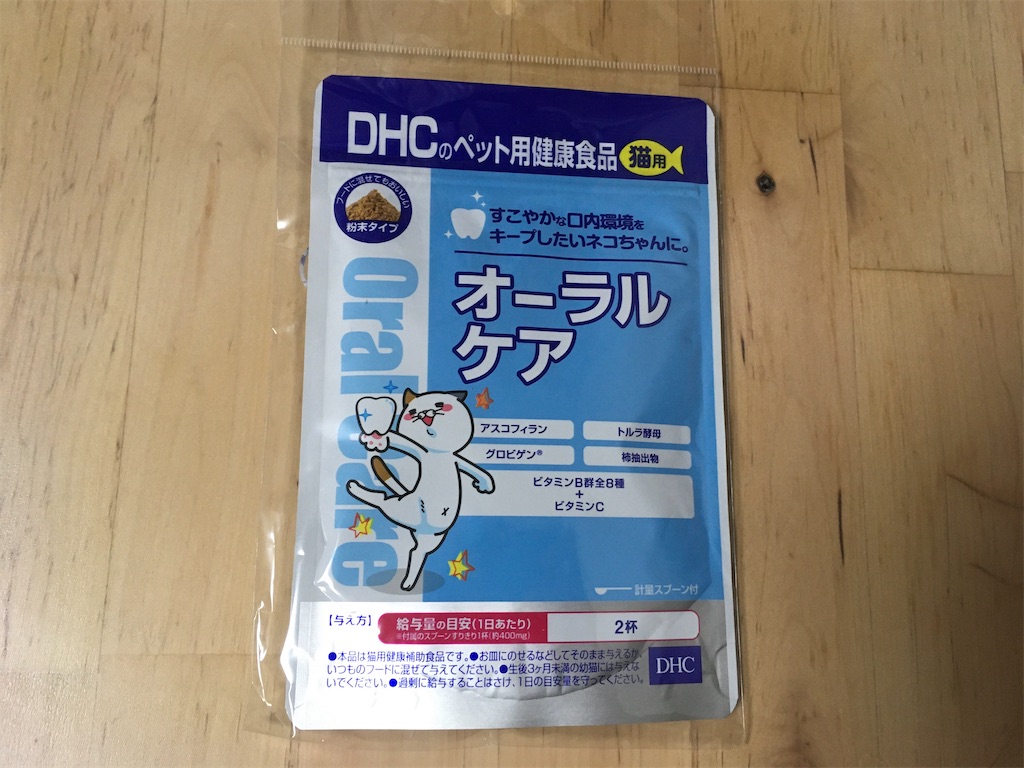 DHCのペット用健康食品 猫用
フードに混ぜてもおいしい
粉末タイプ
すこやかな口内環境を
キープしたいネコちゃんに。
oral care
オーラル
ケア
アスコフィラン
トルラ酵母
グロビゲン®
柿抽出物
ビタミンB群全8種
+
ビタミンC
計量スプーン付
【与え方】
給与量の目安(1日あたり)
※付属のスプーンすりきり1杯(約400mg)
2杯
●本品は猫用健康補助食品です。●お皿にのせるなどしてそのまま与えるか、
いつものフードに混ぜて与えてください。●生後3ヶ月未満の幼猫には与えな
いでください。●過剰に給与することはさけ、1日の目安量を守ってください。
DHC